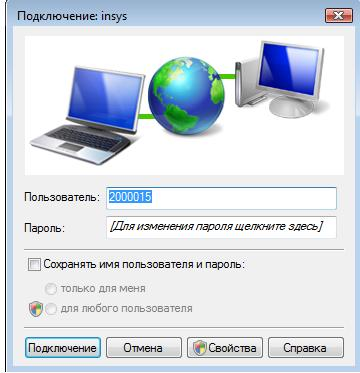 Подключение: insys
Пользователь: 2000015
Пароль: [Для изменения пароля щелкните здесь]
Сохранять имя пользователя и пароль:
только для меня
для любого пользователя
Подключение Отмена Свойства Справка